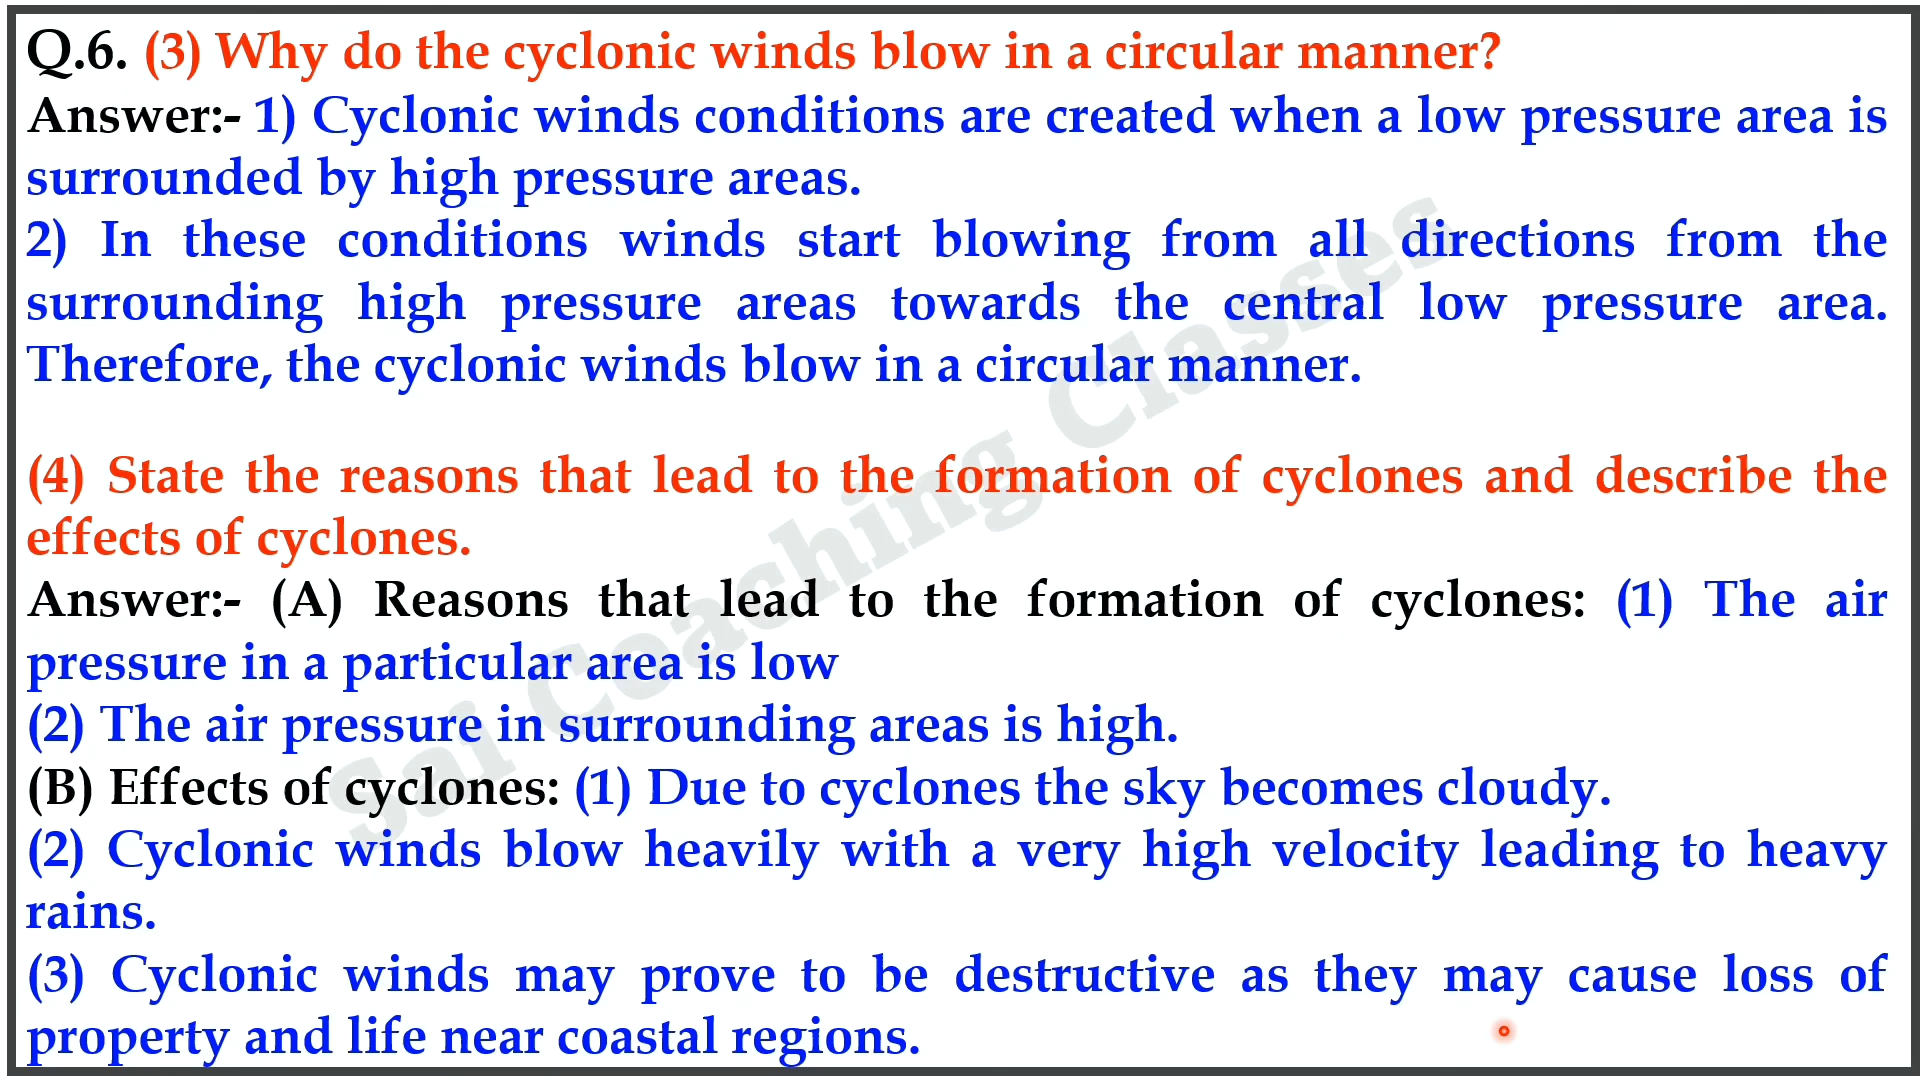 Q.6. (3) Why do the cyclonic winds blow in a circular manner?
Answer:- 1) Cyclonic winds conditions are created when a low pressure area is
surrounded by high pressure areas.
2) In these conditions winds start blowing from all directions from the
surrounding high pressure areas towards the central low pressure area.
Therefore, the cyclonic winds blow in a circular manner.
(4) State the reasons that lead to the formation of cyclones and describe the
effects of cyclones.
Answer:- (A) Reasons that lead to the formation of cyclones: (1) The air
pressure in a particular area is low
(2) The air pressure in surrounding areas is high.
(B) Effects of cyclones: (1) Due to cyclones the sky becomes cloudy.
(2) Cyclonic winds blow heavily with a very high velocity leading to heavy
rains.
(3) Cyclonic winds may prove to be destructive as they may cause loss of
property and life near coastal regions.
Sai Coaching Classes